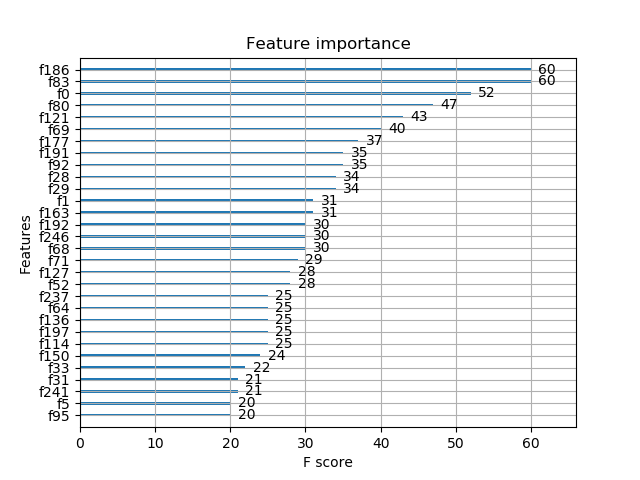 Feature importance
Features
f186 60
f83 60
f0 52
f80 47
f121 43
f69 40
f177 37
f191 35
f92 35
f28 34
f29 34
f1 31
f163 31
f192 30
f246 30
f68 30
f71 29
f127 28
f52 28
f237 25
f64 25
f136 25
f197 25
f114 25
f150 24
f33 22
f31 21
f241 21
f5 20
f95 20
0 10 20 30 40 50 60
F score